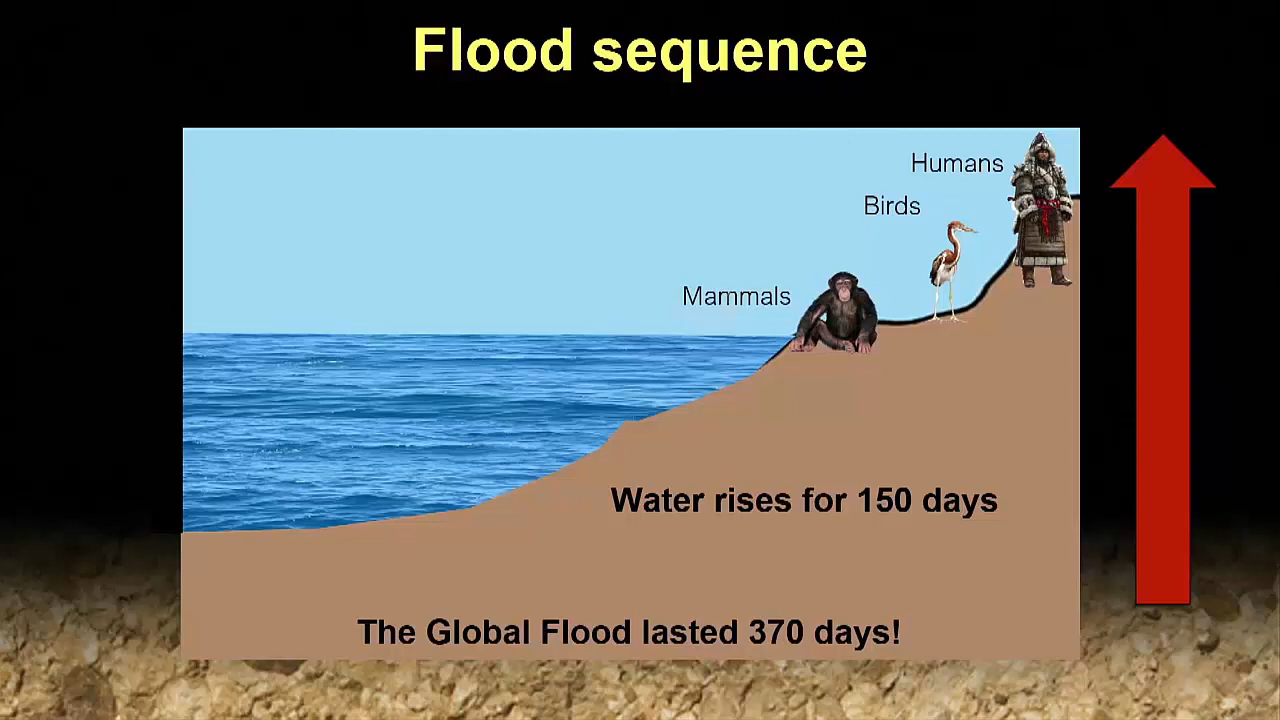 Flood sequence
Humans
Birds
Mammals
Water rises for 150 days
The Global Flood lasted 370 days!